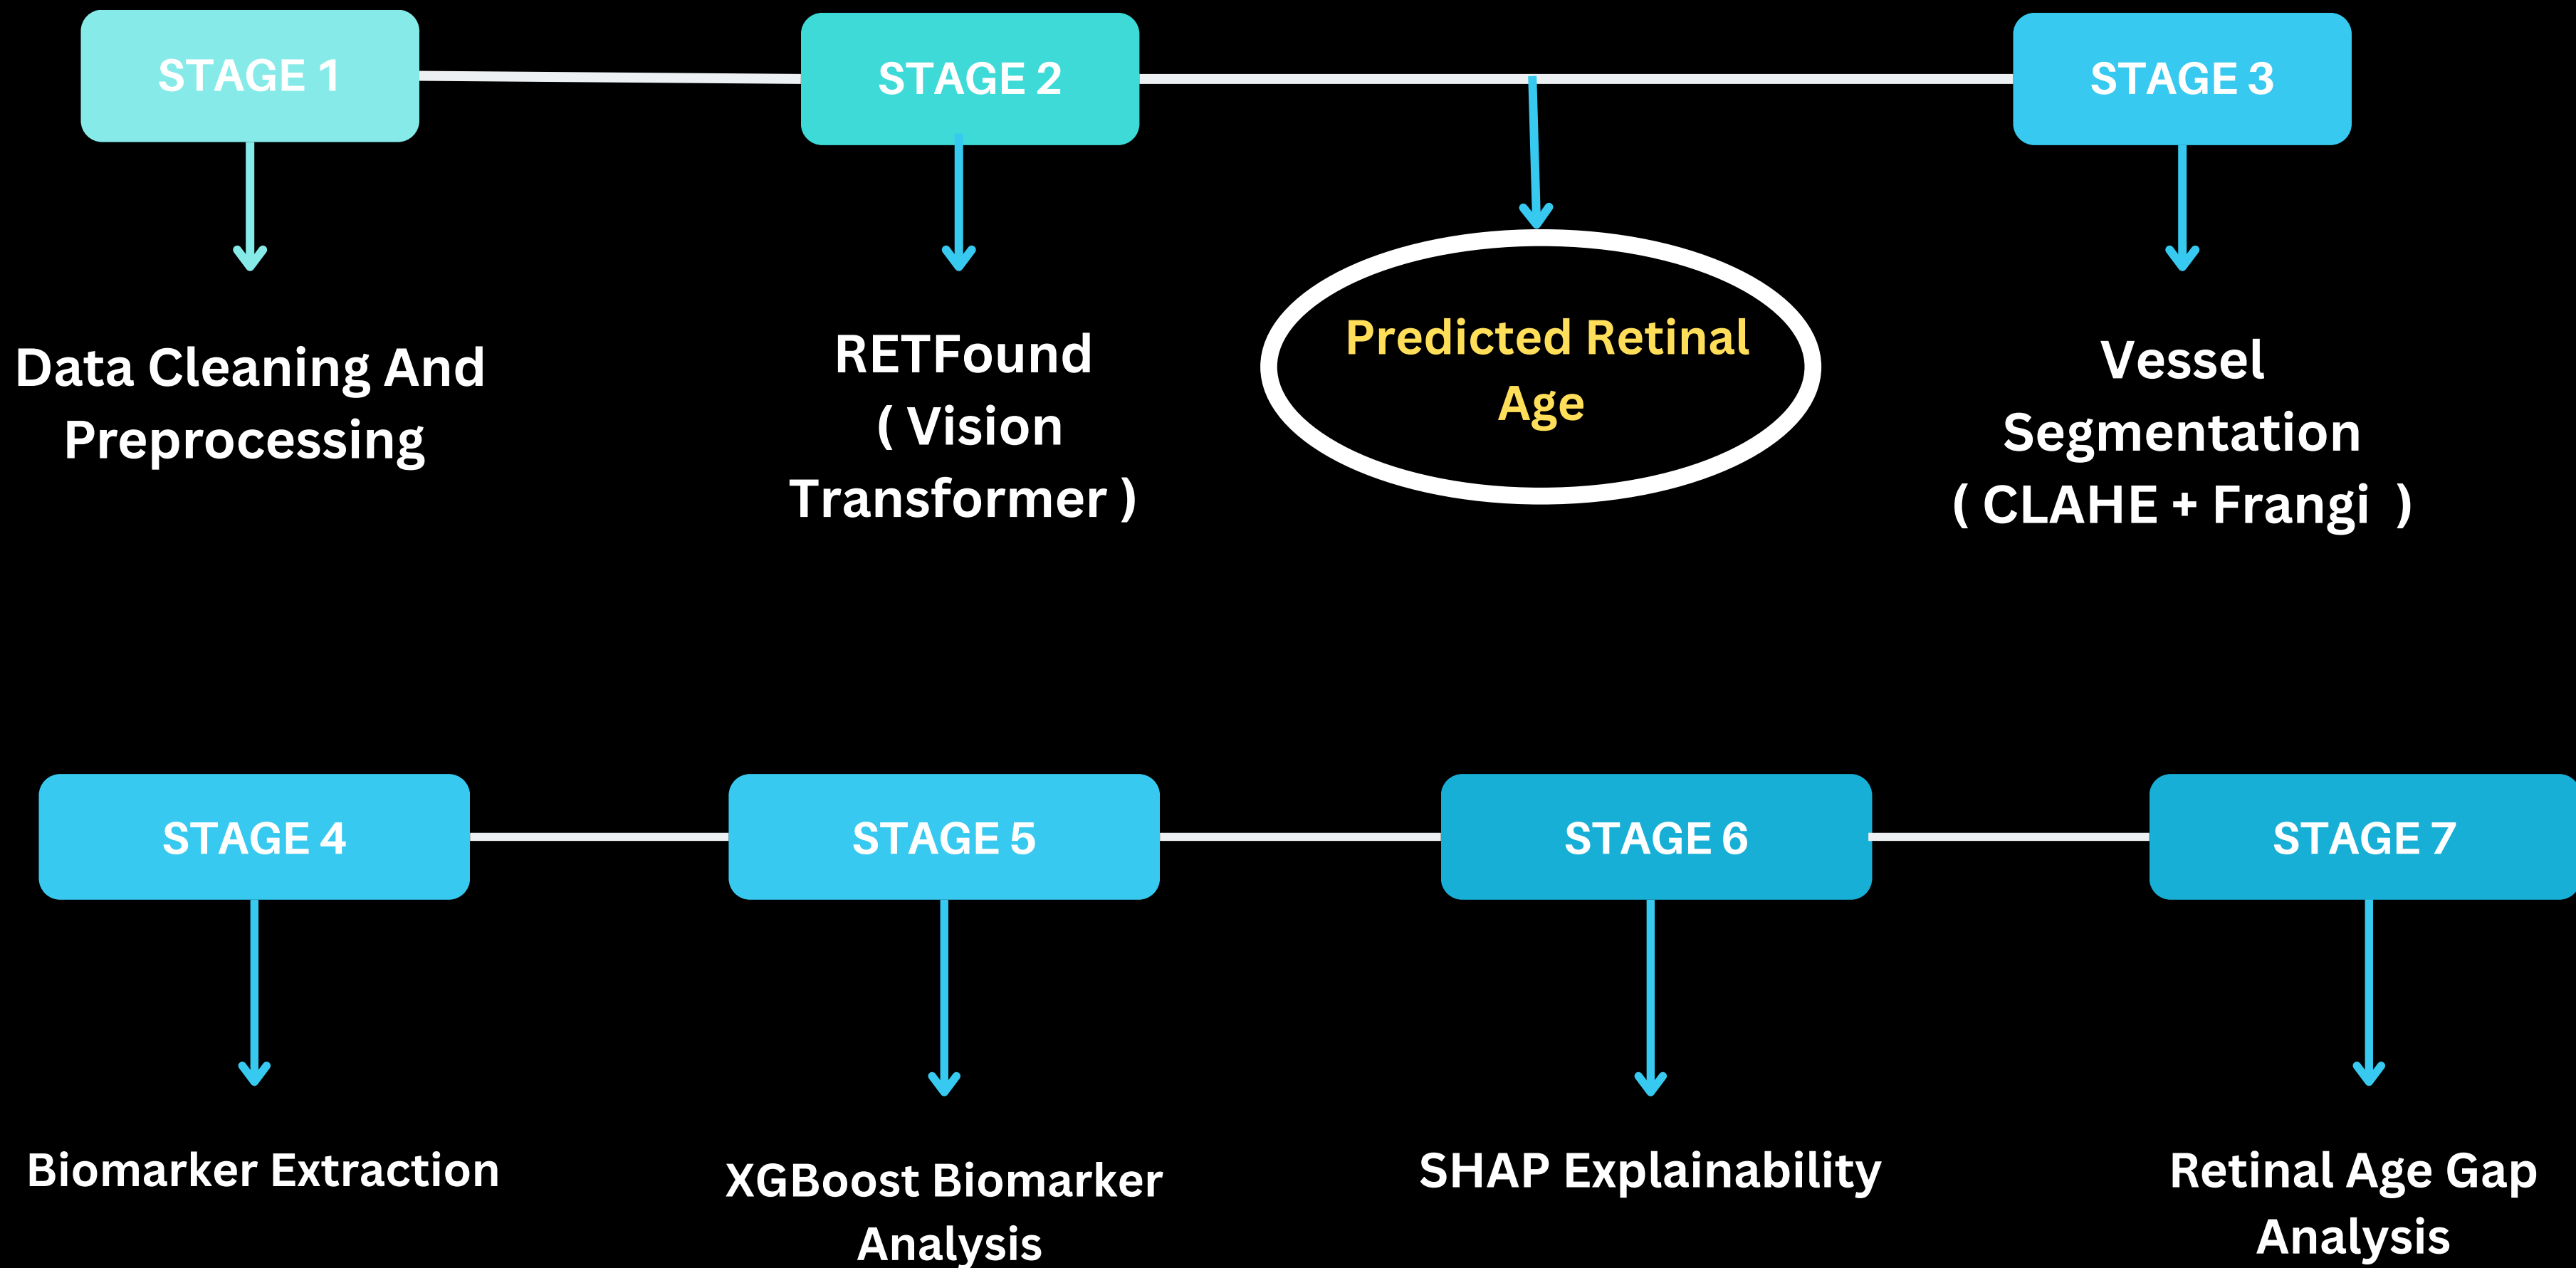 STAGE 1
STAGE 2
STAGE 3
Data Cleaning And
Preprocessing
RETFound
( Vision
Transformer )
Predicted Retinal
Age
Vessel
Segmentation
( CLAHE + Frangi )
STAGE 4
STAGE 5
STAGE 6
STAGE 7
Biomarker Extraction
XGBoost Biomarker
Analysis
SHAP Explainability
Retinal Age Gap
Analysis